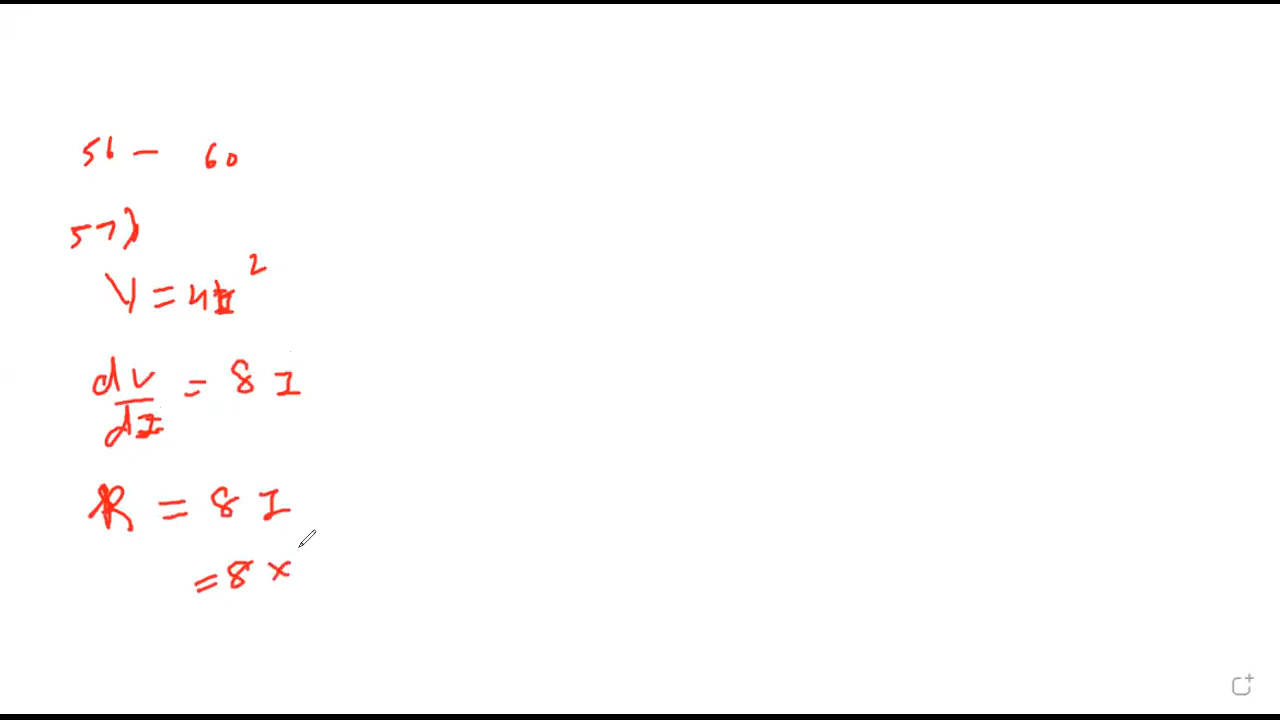 56 - 60
57)
V = 4I²
dv/dI = 8 I
R = 8 I
= 8 ×